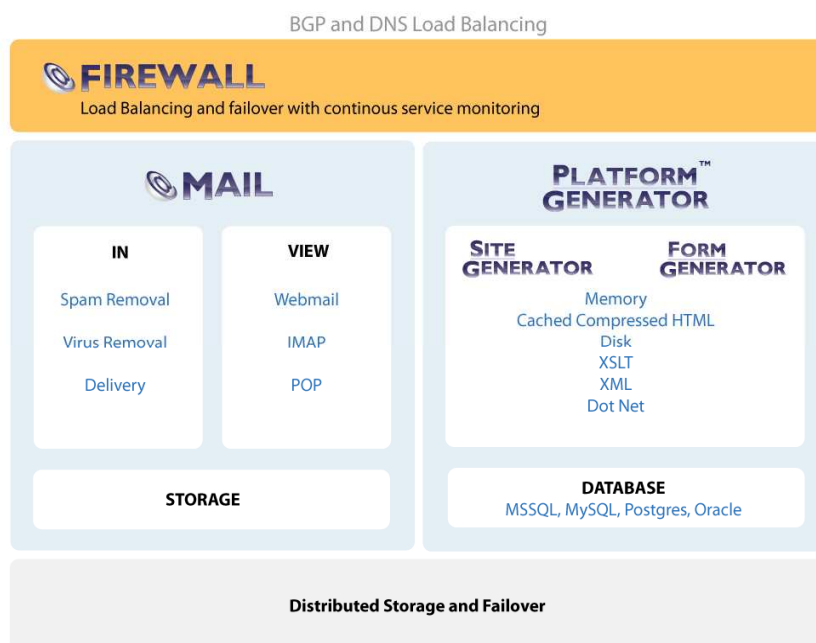 BGP and DNS Load Balancing
FIREWALL
Load Balancing and failover with continous service monitoring
MAIL
IN
Spam Removal
Virus Removal
Delivery
VIEW
Webmail
IMAP
POP
STORAGE
PLATFORM™
GENERATOR
SITE
GENERATOR
FORM
GENERATOR
Memory
Cached Compressed HTML
Disk
XSLT
XML
Dot Net
DATABASE
MSSQL, MySQL, Postgres, Oracle
Distributed Storage and Failover